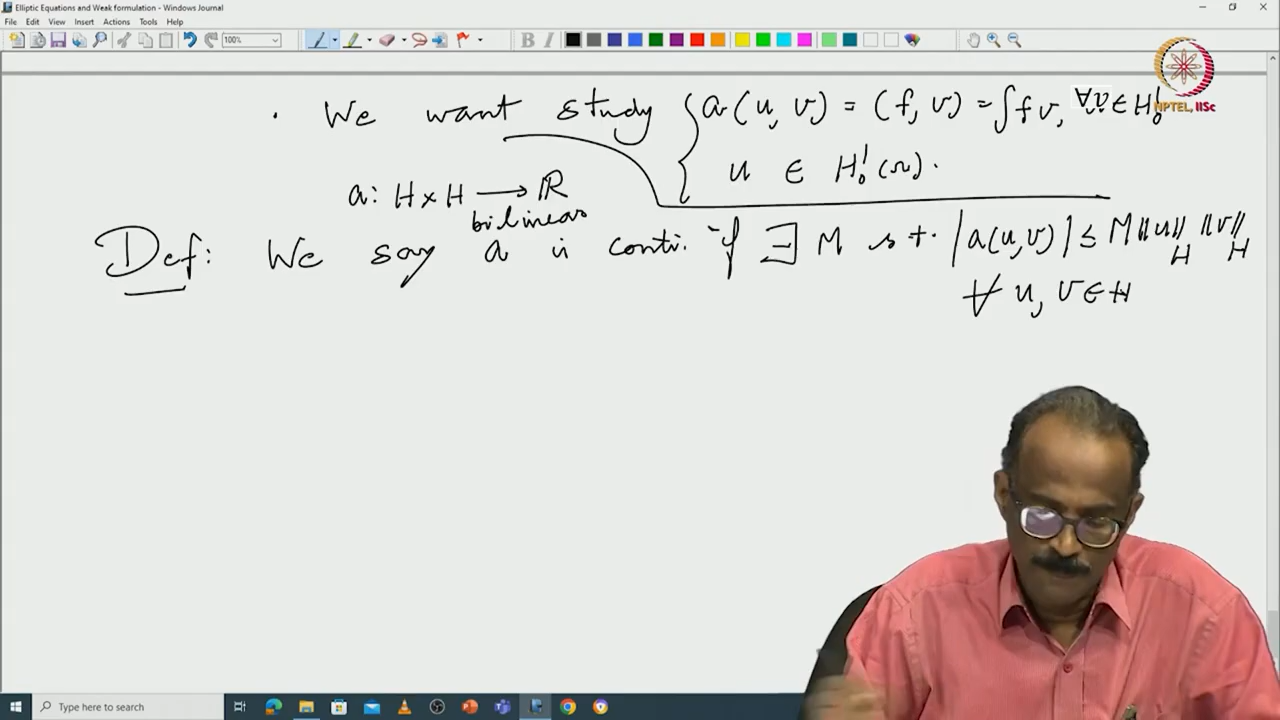 Elliptic Equations and Weak formulation - Windows Journal
File Edit View Insert Actions Tools Help
100%
B I
NPTEL, IISc
· We want study { a(u, v) = (f, v) = ∫ f v, ∀ v ∈ H₀¹
u ∈ H₀¹(Ω).
a: H × H ⟶ ℝ
bilinear
Def: We say a is conti. if ∃ M s.t. |a(u,v)| ≤ M ‖u‖_H ‖v‖_H
∀ u, v ∈ H
Type here to search